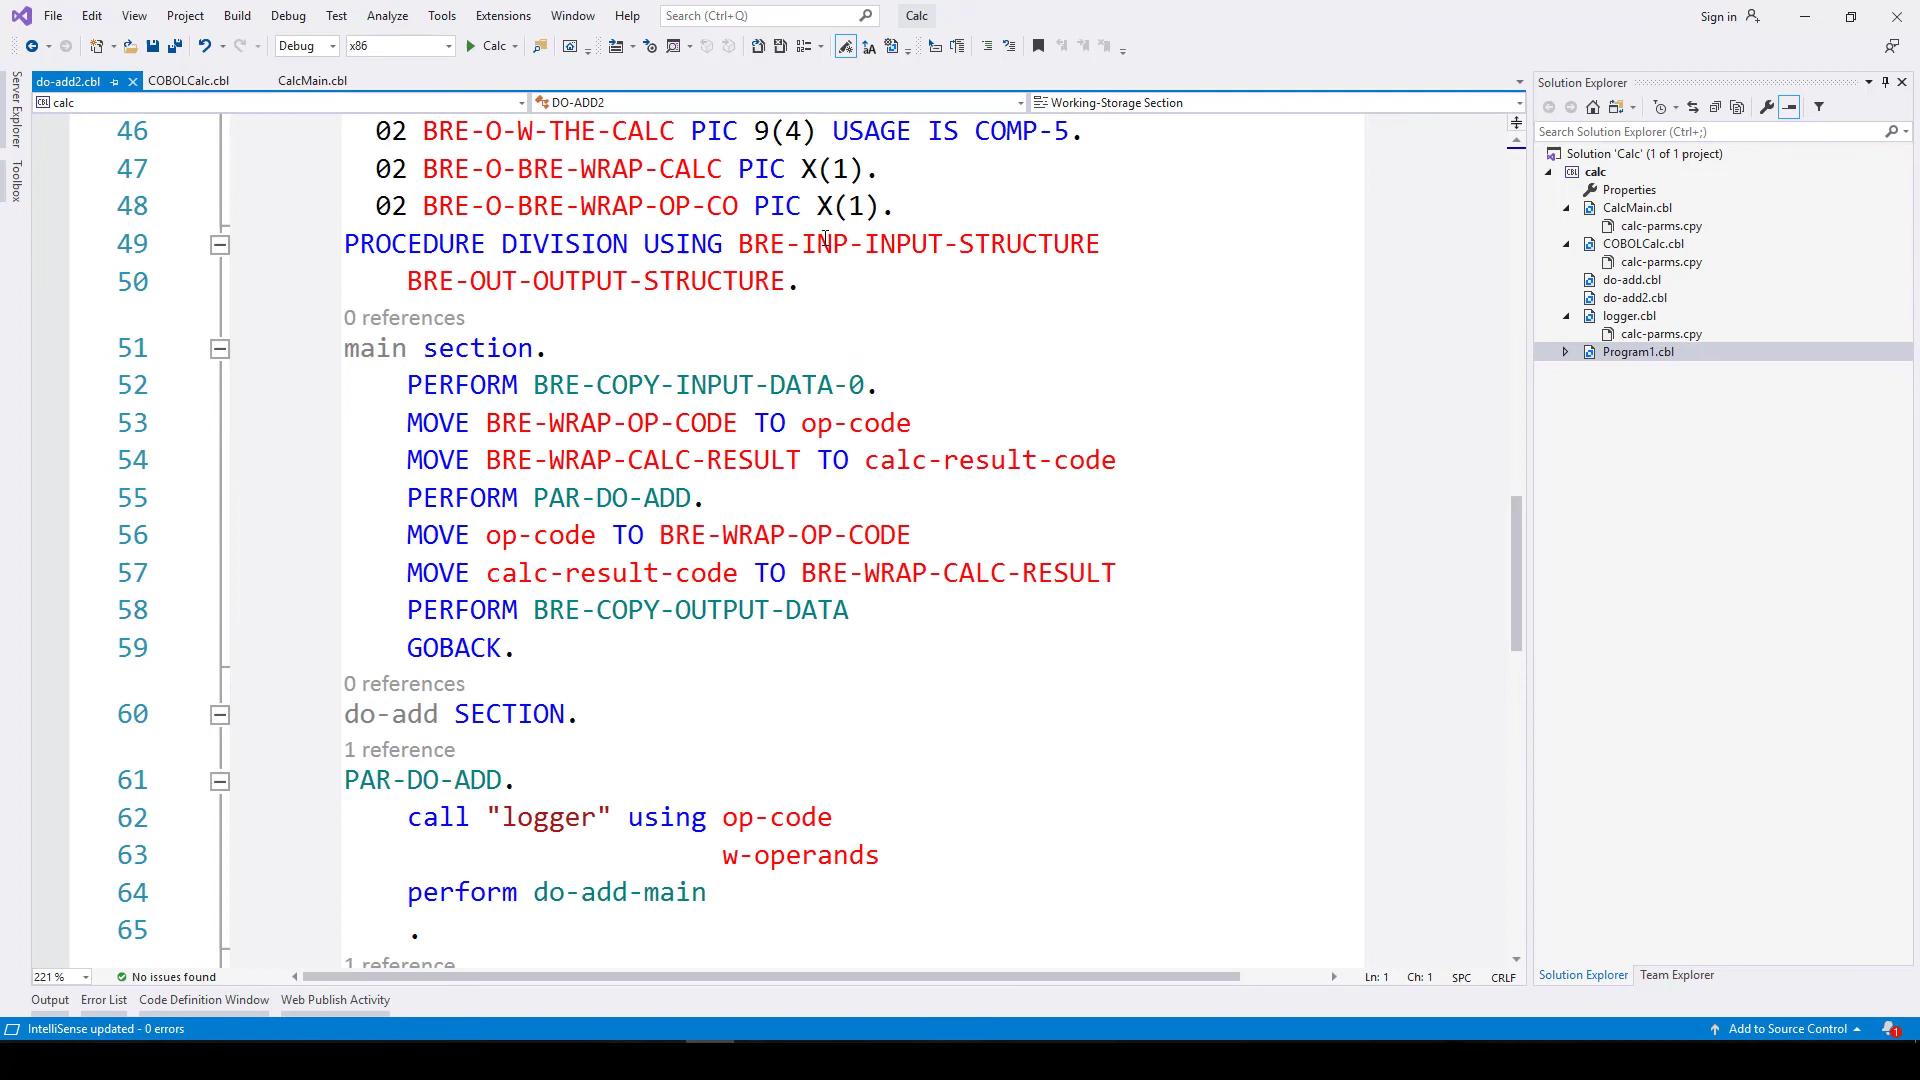 File Edit View Project Build Debug Test Analyze Tools Extensions Window Help Search (Ctrl+Q) Calc Sign in
Debug x86 Calc
do-add2.cbl COBOLCalc.cbl CalcMain.cbl
calc DO-ADD2 Working-Storage Section
Server Explorer
Toolbox
46 02 BRE-O-W-THE-CALC PIC 9(4) USAGE IS COMP-5.
47 02 BRE-O-BRE-WRAP-CALC PIC X(1).
48 02 BRE-O-BRE-WRAP-OP-CO PIC X(1).
49 PROCEDURE DIVISION USING BRE-INP-INPUT-STRUCTURE
50 BRE-OUT-OUTPUT-STRUCTURE.
0 references
51 main section.
52 PERFORM BRE-COPY-INPUT-DATA-0.
53 MOVE BRE-WRAP-OP-CODE TO op-code
54 MOVE BRE-WRAP-CALC-RESULT TO calc-result-code
55 PERFORM PAR-DO-ADD.
56 MOVE op-code TO BRE-WRAP-OP-CODE
57 MOVE calc-result-code TO BRE-WRAP-CALC-RESULT
58 PERFORM BRE-COPY-OUTPUT-DATA
59 GOBACK.
0 references
60 do-add SECTION.
1 reference
61 PAR-DO-ADD.
62 call "logger" using op-code
63 w-operands
64 perform do-add-main
65 .
1 reference
221 % No issues found Ln: 1 Ch: 1 SPC CRLF
Output Error List Code Definition Window Web Publish Activity
IntelliSense updated - 0 errors Add to Source Control 1
Solution Explorer
Search Solution Explorer (Ctrl+;)
Solution 'Calc' (1 of 1 project)
calc
Properties
CalcMain.cbl
calc-parms.cpy
COBOLCalc.cbl
calc-parms.cpy
do-add.cbl
do-add2.cbl
logger.cbl
calc-parms.cpy
Program1.cbl
Solution Explorer Team Explorer